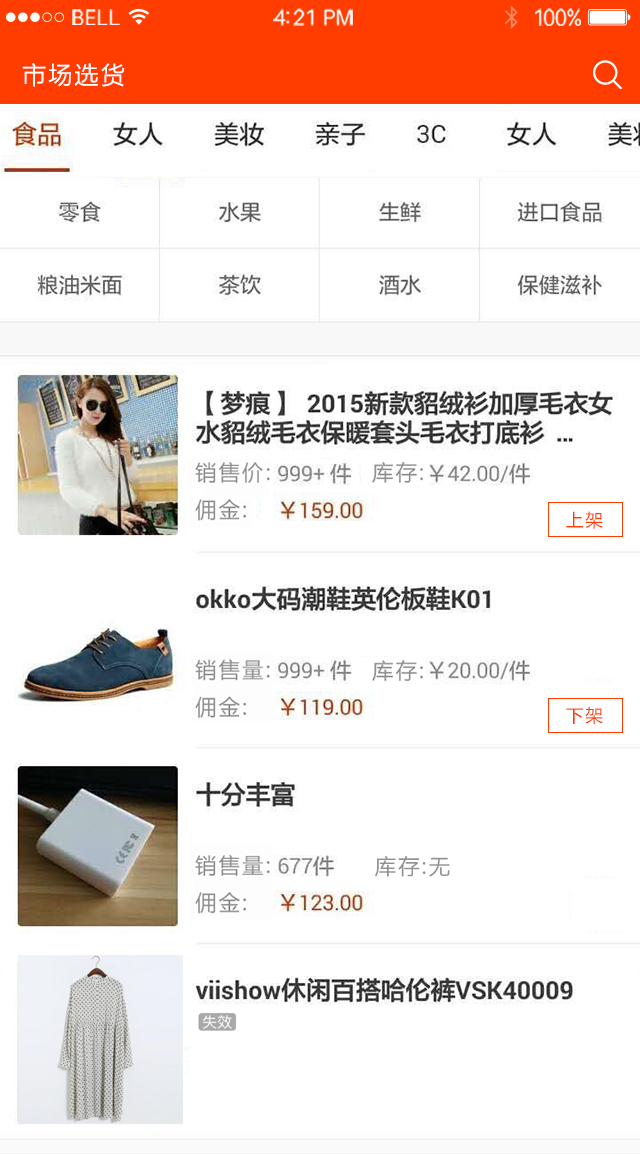 BELL 4:21 PM 100%
市场选货
食品 女人 美妆 亲子 3C 女人 美妆
零食 水果 生鲜 进口食品
粮油米面 茶饮 酒水 保健滋补
【 梦痕 】 2015新款貂绒衫加厚毛衣女
水貂绒毛衣保暖套头毛衣打底衫 ...
销售价: 999+ 件 库存:￥42.00/件
佣金: ￥159.00
上架
okko大码潮鞋英伦板鞋K01
销售量: 999+ 件 库存:￥20.00/件
佣金: ￥119.00
下架
十分丰富
销售量: 677件 库存:无
佣金: ￥123.00
viishow休闲百搭哈伦裤VSK40009
失效